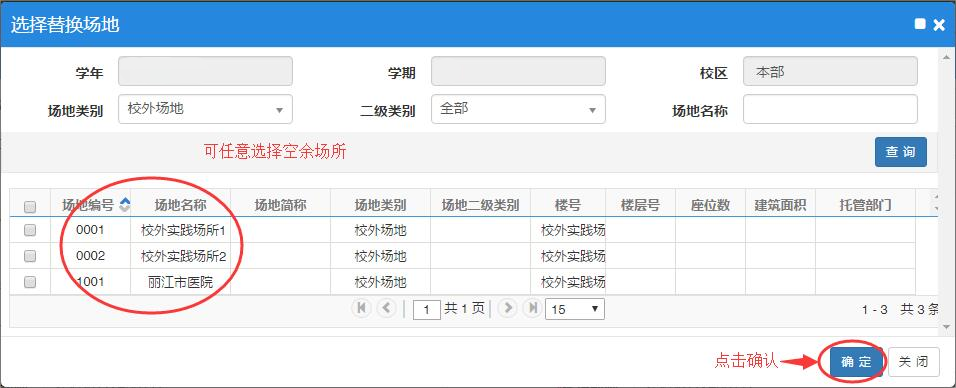 选择替换场地
学年 学期 校区 本部
场地类别 校外场地 二级类别 全部 场地名称
可任意选择空余场所 查 询
场地编号 场地名称 场地简称 场地类别 场地二级类别 楼号 楼层号 座位数 建筑面积 托管部门
0001 校外实践场所1 校外场地 校外实践场
0002 校外实践场所2 校外场地 校外实践场
1001 丽江市医院 校外场地 校外实践场
1 共 1 页 15 1 - 3 共 3 条
点击确认 确 定 关 闭